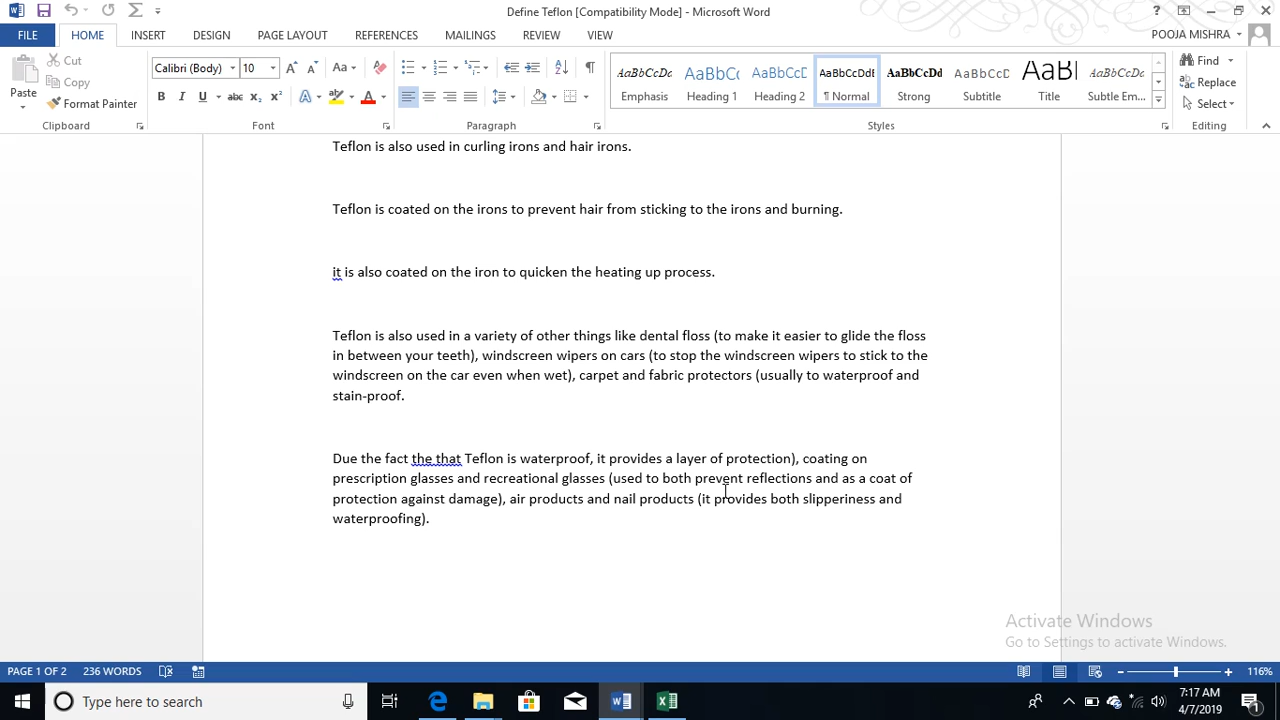 Define Teflon [Compatibility Mode] - Microsoft Word
FILE HOME INSERT DESIGN PAGE LAYOUT REFERENCES MAILINGS REVIEW VIEW POOJA MISHRA
Cut
Copy
Format Painter
Paste
Clipboard
Calibri (Body) 10
Font
Paragraph
AaBbCcDc AaBbCc AaBbCcD AaBbCcDdE AaBbCcDd AaBbCcD AaBl AaBbCcDc
Emphasis Heading 1 Heading 2 ¶ Normal Strong Subtitle Title Subtle Em...
Styles
Find
Replace
Select
Editing
Teflon is also used in curling irons and hair irons.
Teflon is coated on the irons to prevent hair from sticking to the irons and burning.
it is also coated on the iron to quicken the heating up process.
Teflon is also used in a variety of other things like dental floss (to make it easier to glide the floss
in between your teeth), windscreen wipers on cars (to stop the windscreen wipers to stick to the
windscreen on the car even when wet), carpet and fabric protectors (usually to waterproof and
stain-proof.
Due the fact the that Teflon is waterproof, it provides a layer of protection), coating on
prescription glasses and recreational glasses (used to both prevent reflections and as a coat of
protection against damage), air products and nail products (it provides both slipperiness and
waterproofing).
Activate Windows
Go to Settings to activate Windows.
PAGE 1 OF 2 236 WORDS 116%
Type here to search
7:17 AM
4/7/2019